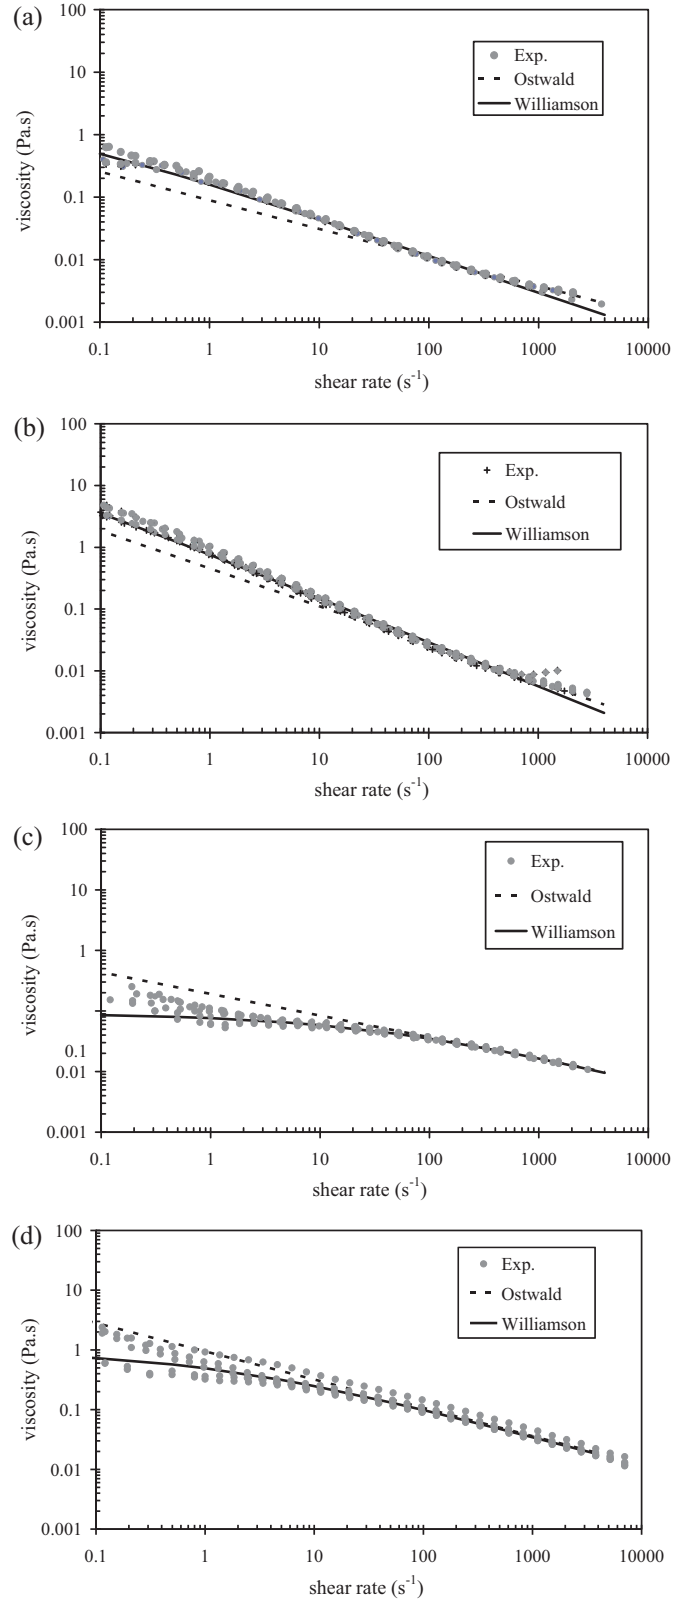 (a)
100
10
1
0.1
0.01
0.001
viscosity (Pa.s)
Exp.
Ostwald
Williamson
0.1 1 10 100 1000 10000
shear rate (s⁻¹)
(b)
100
10
1
0.1
0.01
0.001
viscosity (Pa.s)
Exp.
Ostwald
Williamson
0.1 1 10 100 1000 10000
shear rate (s⁻¹)
(c)
100
10
1
0.1
0.01
0.001
viscosity (Pa.s)
Exp.
Ostwald
Williamson
0.1 1 10 100 1000 10000
shear rate (s⁻¹)
(d)
100
10
1
0.1
0.01
0.001
viscosity (Pa.s)
Exp.
Ostwald
Williamson
0.1 1 10 100 1000 10000
shear rate (s⁻¹)